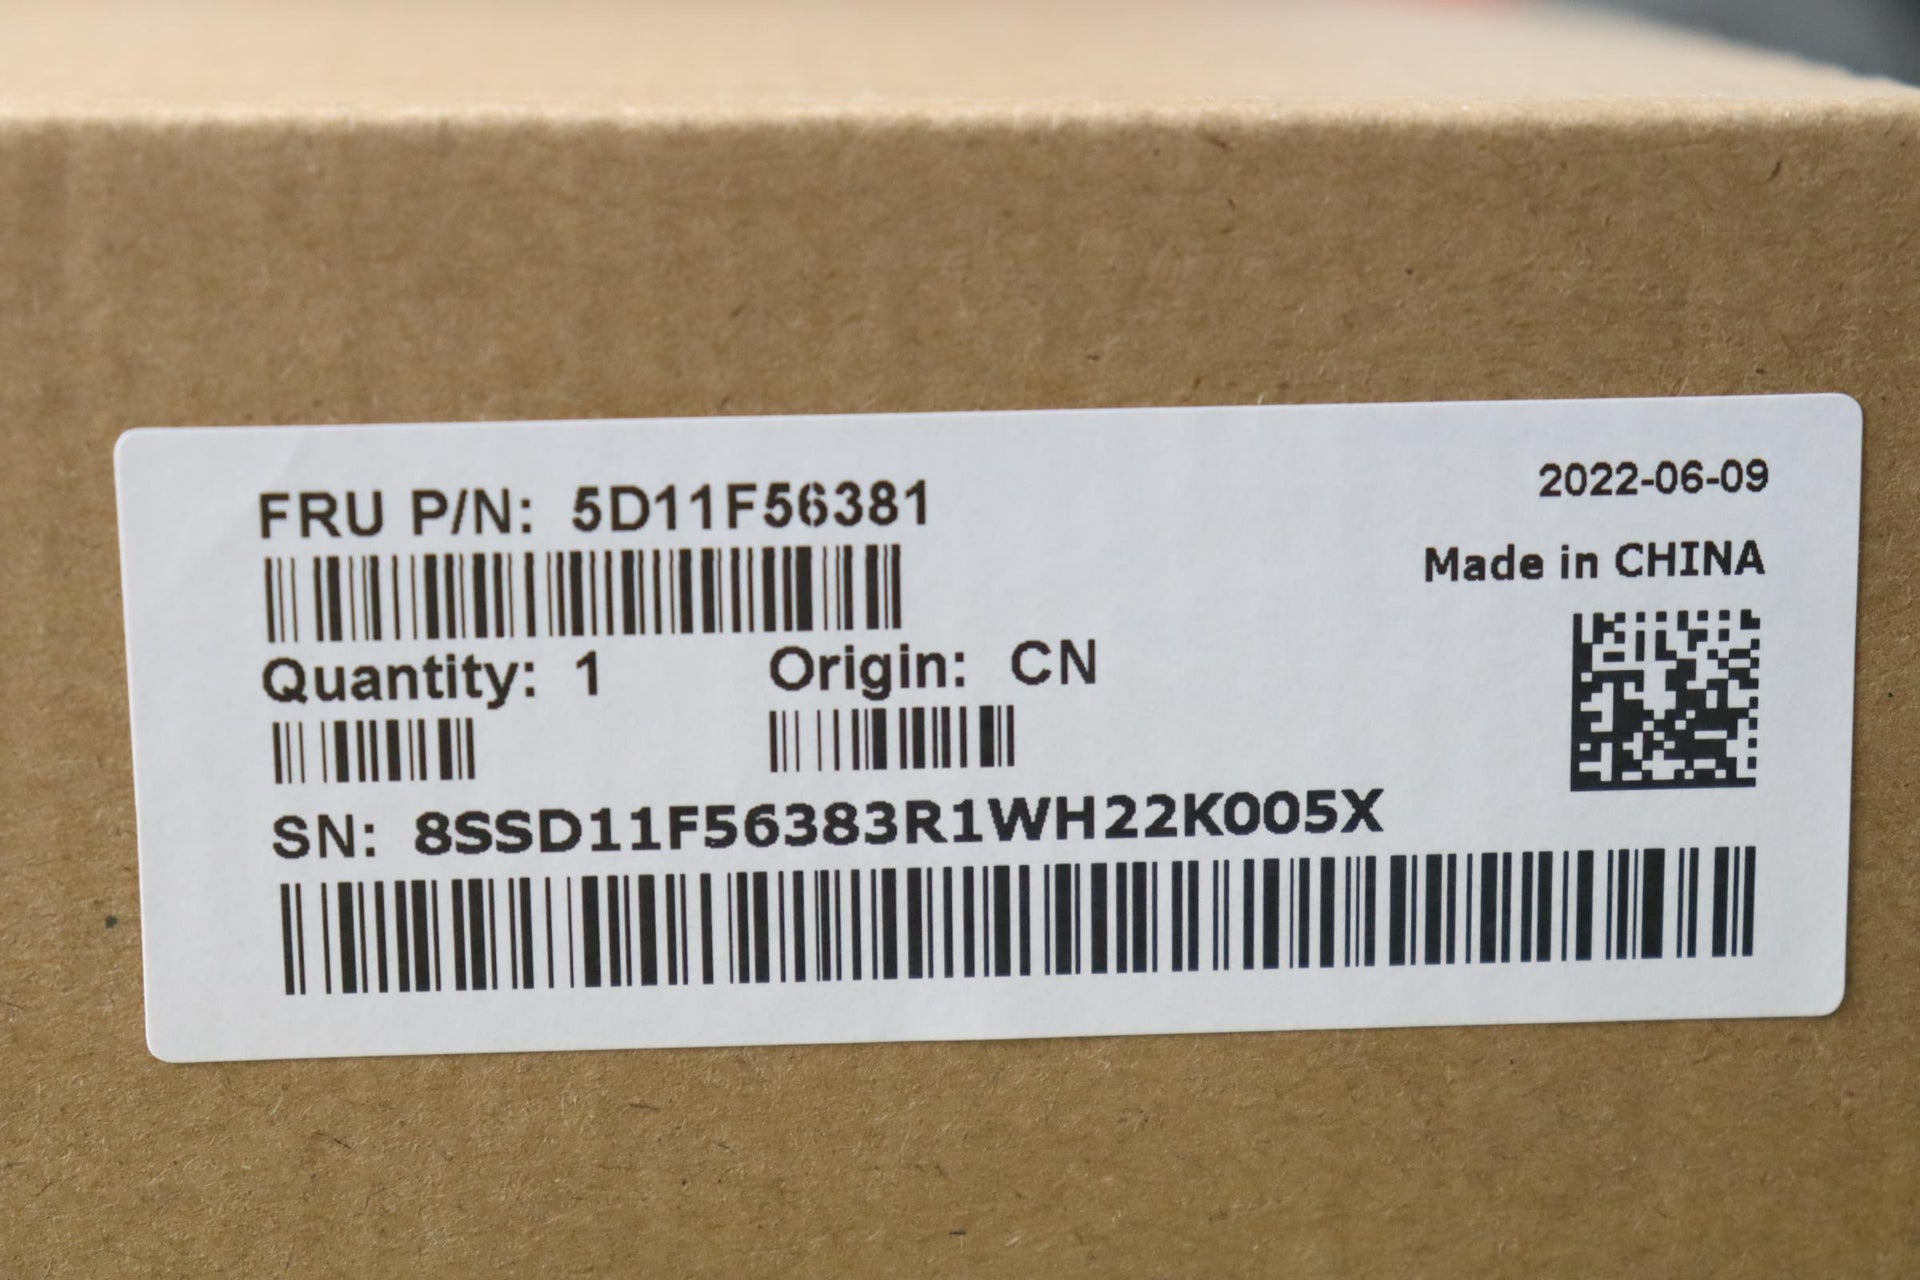 2022-06-09
FRU P/N: 5D11F56381
Made in CHINA
Quantity: 1 Origin: CN
SN: 8SSD11F56383R1WH22K005X